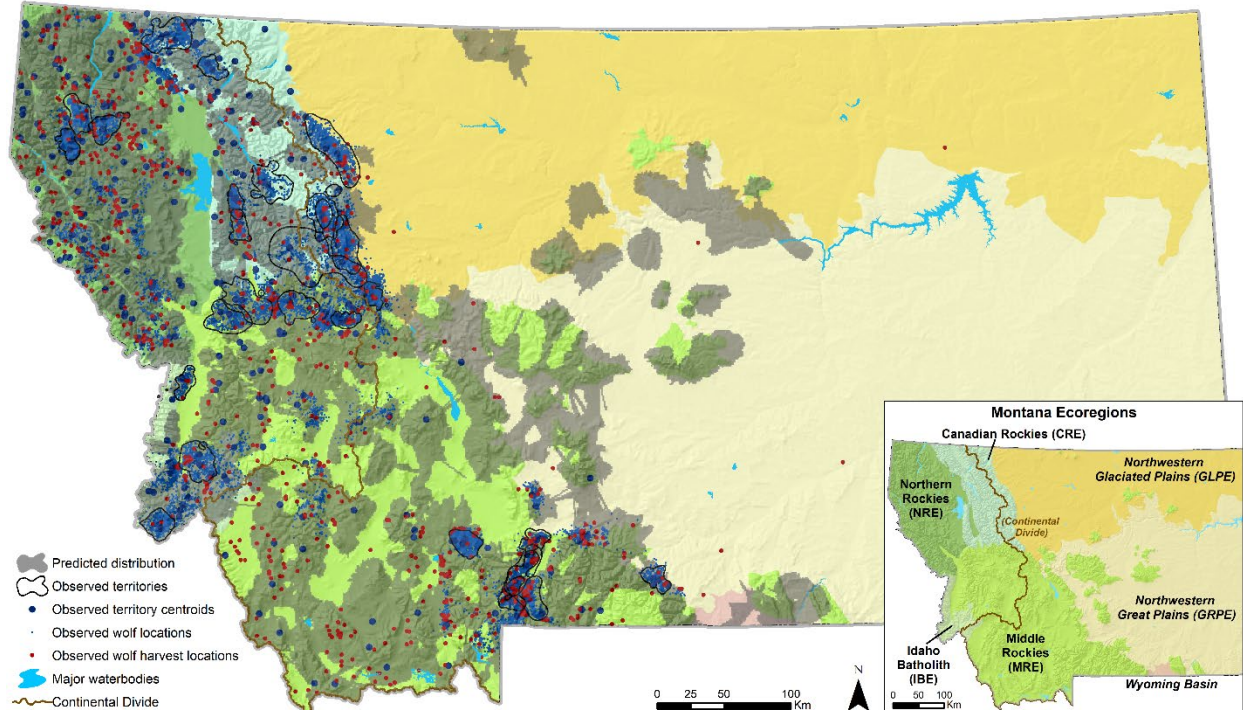 Predicted distribution
Observed territories
Observed territory centroids
Observed wolf locations
Observed wolf harvest locations
Major waterbodies
Continental Divide
0 25 50 100
Km
N
Montana Ecoregions
Canadian Rockies (CRE)
Northern
Rockies
(NRE)
Northwestern
Glaciated Plains (GLPE)
(Continental
Divide)
Northwestern
Great Plains (GRPE)
Idaho
Batholith
(IBE)
Middle
Rockies
(MRE)
Wyoming Basin
0 50 100
Km